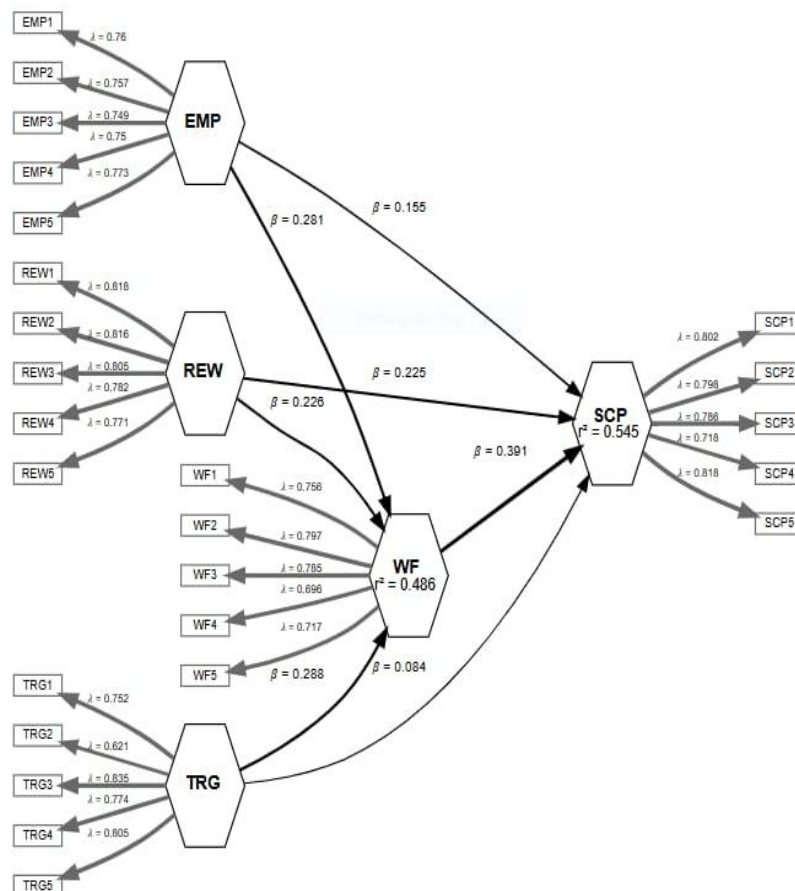 EMP1
λ = 0.76
EMP2
λ = 0.757
EMP3
λ = 0.749
EMP4
λ = 0.75
EMP5
λ = 0.773
EMP
β = 0.281
β = 0.155
REW1
λ = 0.818
REW2
λ = 0.816
REW3
λ = 0.805
REW4
λ = 0.782
REW5
λ = 0.771
REW
β = 0.225
β = 0.226
WF1
λ = 0.756
WF2
λ = 0.797
WF3
λ = 0.785
WF4
λ = 0.696
WF5
λ = 0.717
WF
r² = 0.486
β = 0.391
SCP
r² = 0.545
SCP1
λ = 0.802
SCP2
λ = 0.798
SCP3
λ = 0.786
SCP4
λ = 0.718
SCP5
λ = 0.818
β = 0.288
β = 0.084
TRG1
λ = 0.752
TRG2
λ = 0.621
TRG3
λ = 0.835
TRG4
λ = 0.774
TRG5
λ = 0.805
TRG